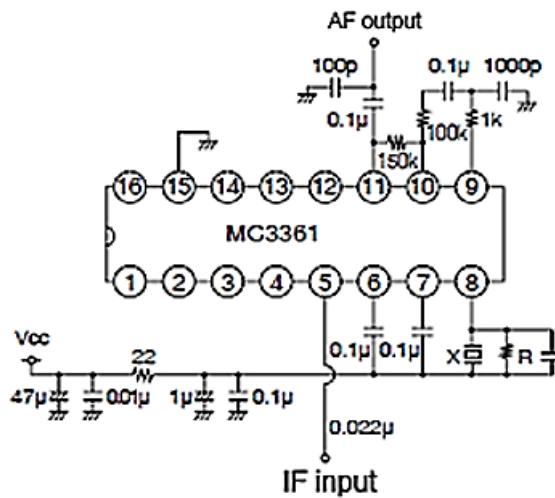 AF output
100p
0.1µ
0.1µ
1000p
100k
1k
150k
16 15 14 13 12 11 10 9
MC3361
1 2 3 4 5 6 7 8
Vcc
22
0.1µ
0.1µ
X
R
47µ
0.01µ
1µ
0.1µ
0.022µ
IF input